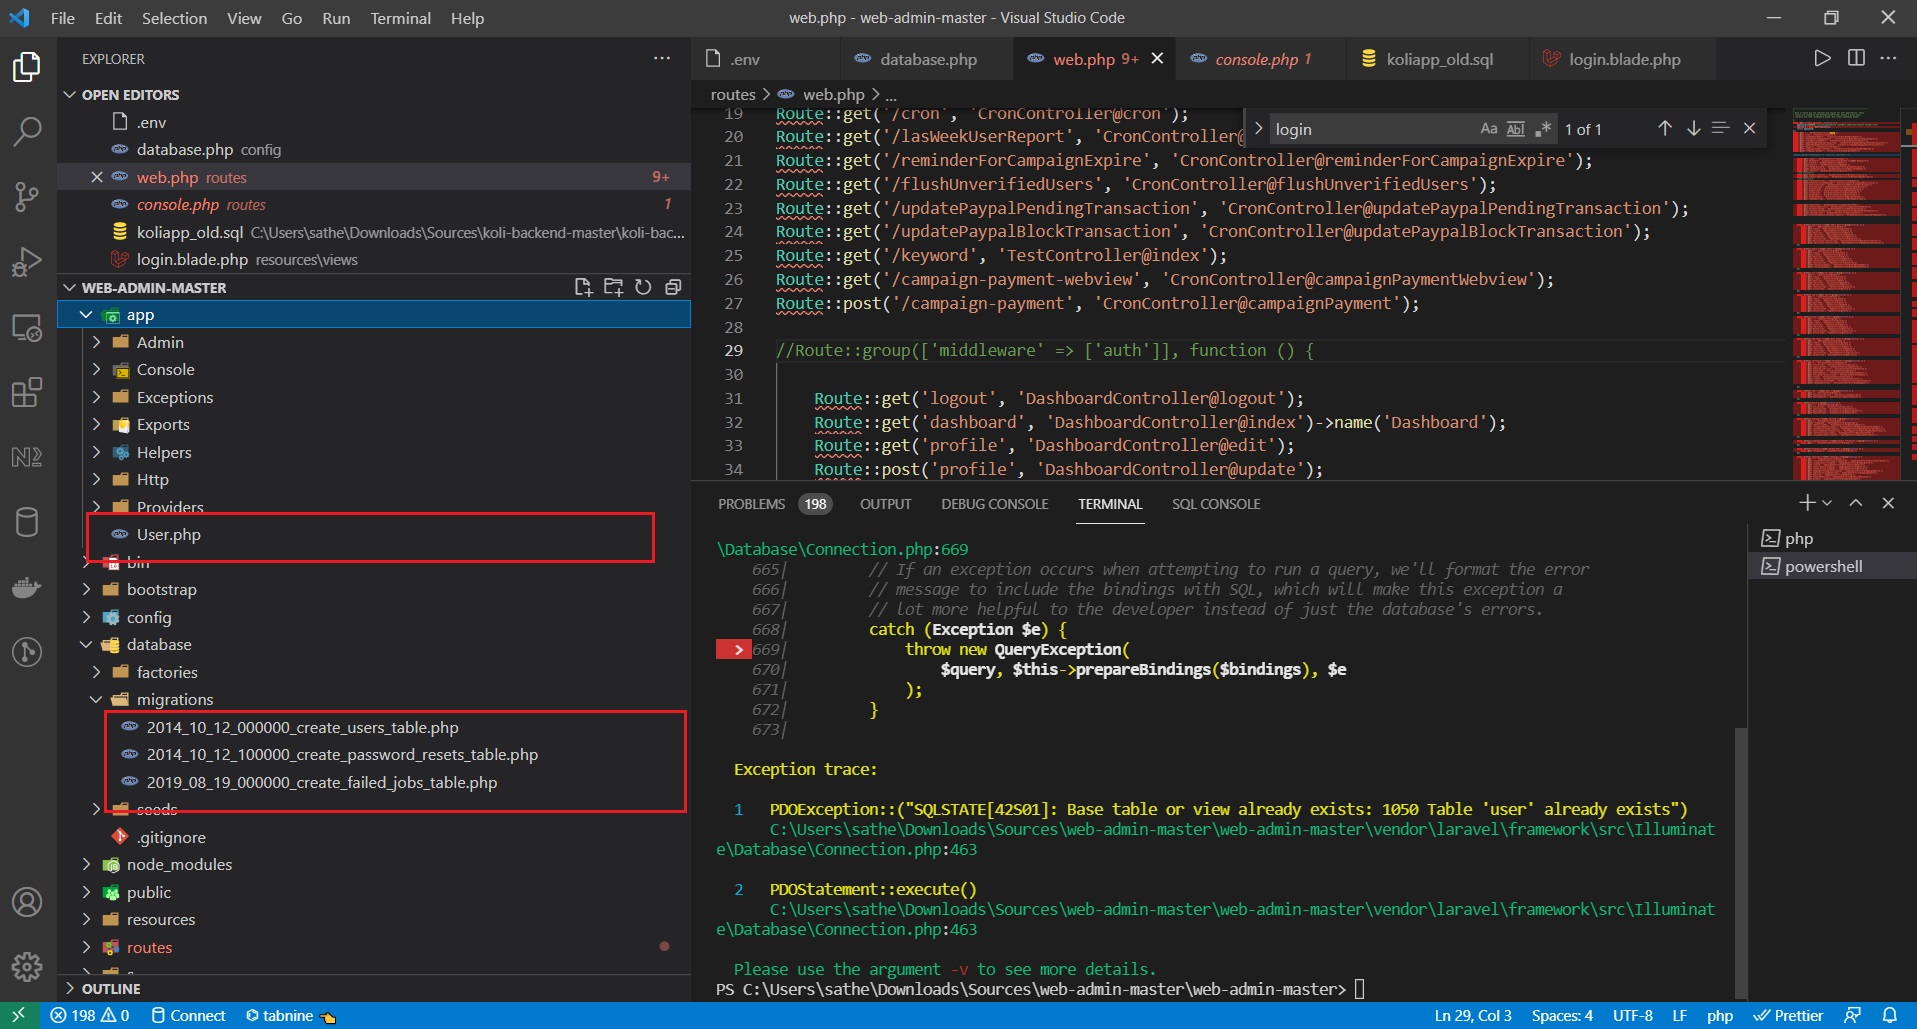 File Edit Selection View Go Run Terminal Help
web.php - web-admin-master - Visual Studio Code
EXPLORER
OPEN EDITORS
.env
database.php config
web.php routes 9+
console.php routes 1
koliapp_old.sql C:\Users\sathe\Downloads\Sources\koli-backend-master\koli-bac...
login.blade.php resources\views
WEB-ADMIN-MASTER
app
Admin
Console
Exceptions
Exports
Helpers
Http
Providers
User.php
bin
bootstrap
config
database
factories
migrations
2014_10_12_000000_create_users_table.php
2014_10_12_100000_create_password_resets_table.php
2019_08_19_000000_create_failed_jobs_table.php
seeds
.gitignore
node_modules
public
resources
routes
OUTLINE
.env database.php web.php 9+ console.php 1 koliapp_old.sql login.blade.php
routes > web.php > ...
login Aa Abl .* 1 of 1
19 Route::get('/cron', 'CronController@cron');
20 Route::get('/lasWeekUserReport', 'CronController@
21 Route::get('/reminderForCampaignExpire', 'CronController@reminderForCampaignExpire');
22 Route::get('/flushUnverifiedUsers', 'CronController@flushUnverifiedUsers');
23 Route::get('/updatePaypalPendingTransaction', 'CronController@updatePaypalPendingTransaction');
24 Route::get('/updatePaypalBlockTransaction', 'CronController@updatePaypalBlockTransaction');
25 Route::get('/keyword', 'TestController@index');
26 Route::get('/campaign-payment-webview', 'CronController@campaignPaymentWebview');
27 Route::post('/campaign-payment', 'CronController@campaignPayment');
28
29 //Route::group(['middleware' => ['auth']], function () {
30
31 Route::get('logout', 'DashboardController@logout');
32 Route::get('dashboard', 'DashboardController@index')->name('Dashboard');
33 Route::get('profile', 'DashboardController@edit');
34 Route::post('profile', 'DashboardController@update');
PROBLEMS 198 OUTPUT DEBUG CONSOLE TERMINAL SQL CONSOLE
php
powershell
\Database\Connection.php:669
665| // If an exception occurs when attempting to run a query, we'll format the error
666| // message to include the bindings with SQL, which will make this exception a
667| // lot more helpful to the developer instead of just the database's errors.
668| catch (Exception $e) {
> 669| throw new QueryException(
670| $query, $this->prepareBindings($bindings), $e
671| );
672| }
673|
Exception trace:
1 PDOException::("SQLSTATE[42S01]: Base table or view already exists: 1050 Table 'user' already exists")
C:\Users\sathe\Downloads\Sources\web-admin-master\web-admin-master\vendor\laravel\framework\src\Illuminat
e\Database\Connection.php:463
2 PDOStatement::execute()
C:\Users\sathe\Downloads\Sources\web-admin-master\web-admin-master\vendor\laravel\framework\src\Illuminat
e\Database\Connection.php:463
Please use the argument -v to see more details.
PS C:\Users\sathe\Downloads\Sources\web-admin-master\web-admin-master>
198 0 Connect tabnine Ln 29, Col 3 Spaces: 4 UTF-8 LF php Prettier